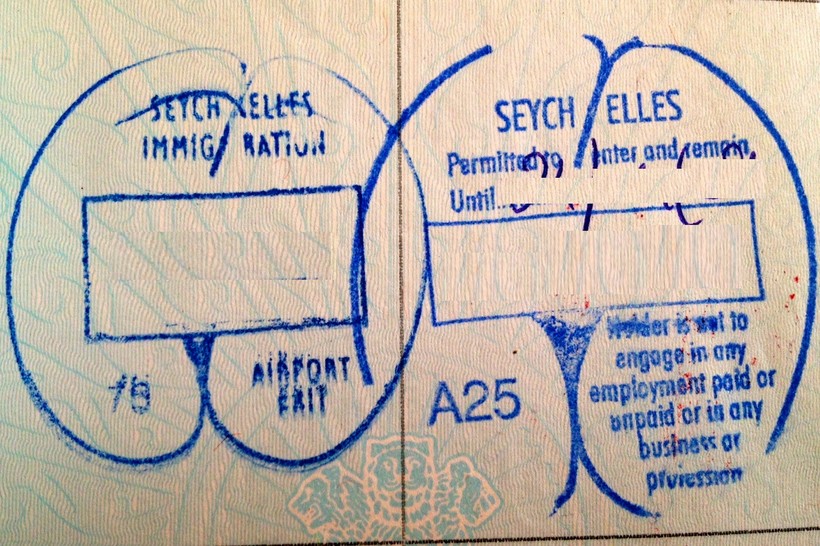 SEYCHELLES
IMMIGRATION
AIRPORT
EXIT
SEYCHELLES
Permitted to enter and remain
Until...
A25
Holder is not to
engage in any
employment paid or
unpaid or in any
business or
profession